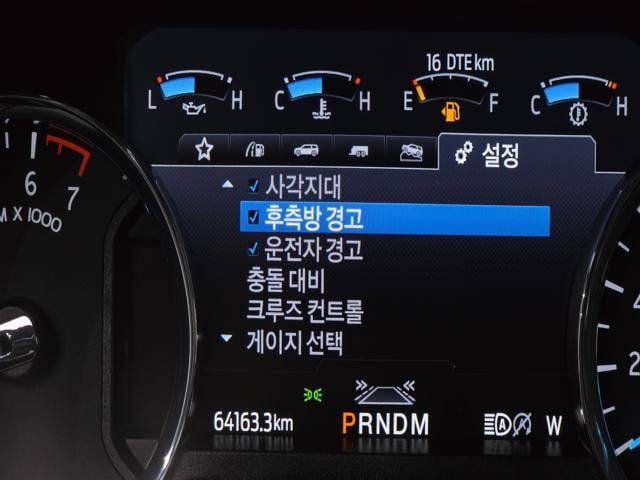 16 DTE km
L H C H E F C H
설정
사각지대
후측방 경고
운전자 경고
충돌 대비
크루즈 컨트롤
게이지 선택
6
7
M X 1000
64163.3km
PRNDM
A A W